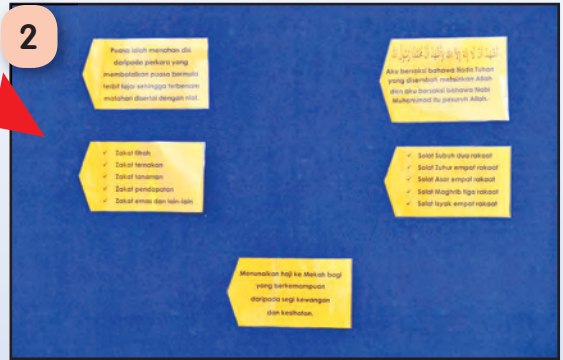 2
Puasa ialah menahan diri
daripada perkara yang
membatalkan puasa bermula
terbit fajar sehingga terbenam
matahari disertai dengan niat.
أَشْهَدُ أَنْ لَا إِلَهَ إِلَّا اللهُ وَأَشْهَدُ أَنَّ مُحَمَّدًا رَسُولُ اللهِ
Aku bersaksi bahawa tiada Tuhan
yang disembah melainkan Allah
dan aku bersaksi bahawa Nabi
Muhammad itu pesuruh Allah.
✓ Zakat fitrah
✓ Zakat ternakan
✓ Zakat tanaman
✓ Zakat pendapatan
✓ Zakat emas dan lain-lain
✓ Solat Subuh dua rakaat
✓ Solat Zuhur empat rakaat
✓ Solat Asar empat rakaat
✓ Solat Maghrib tiga rakaat
✓ Solat Isyak empat rakaat
Menunaikan haji ke Mekah bagi
yang berkemampuan
daripada segi kewangan
dan kesihatan.